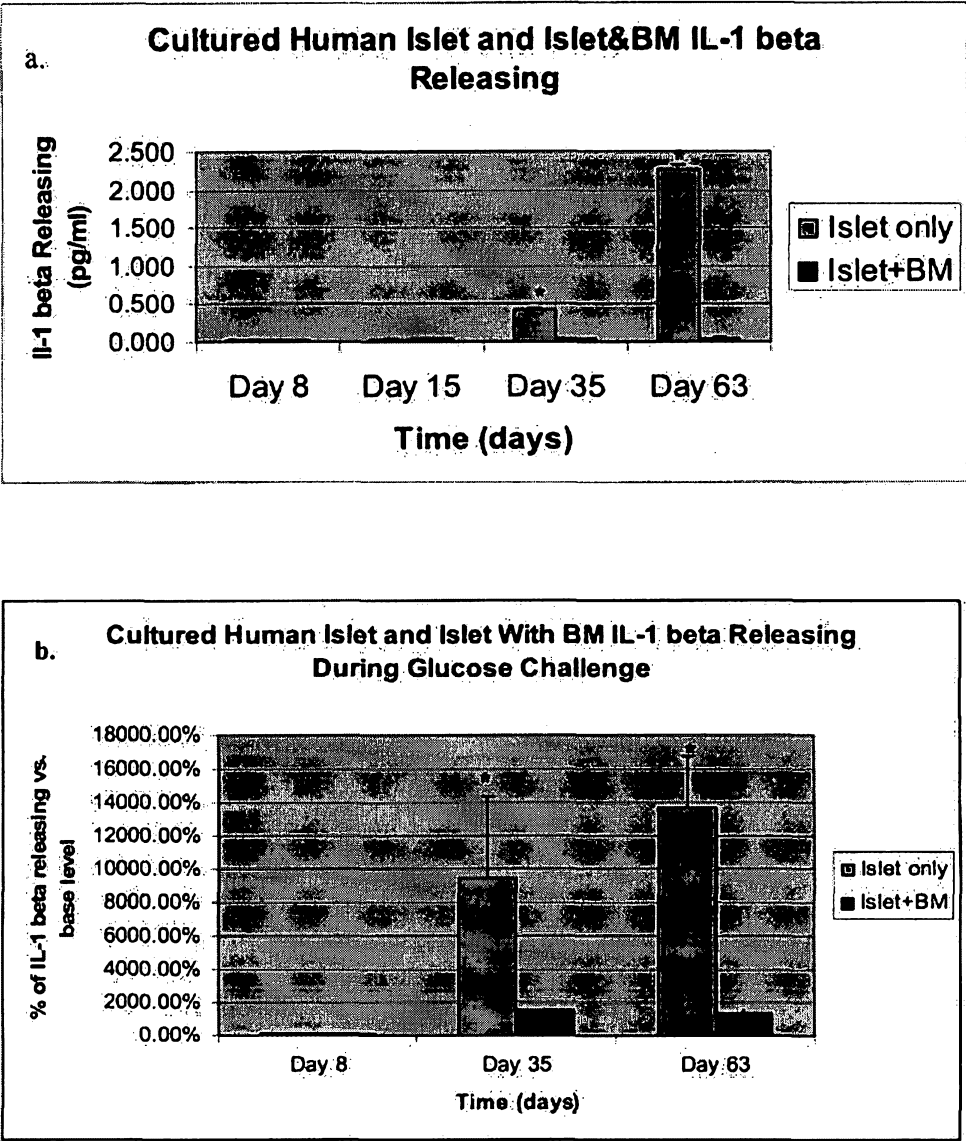 a.
Cultured Human Islet and Islet&BM IL-1 beta
Releasing
Il-1 beta Releasing
(pg/ml)
2.500
2.000
1.500
1.000
0.500
0.000
*
*
Day 8
Day 15
Day 35
Day 63
Time (days)
Islet only
Islet+BM
b.
Cultured Human Islet and Islet With BM IL-1 beta Releasing
During Glucose Challenge
% of IL-1 beta releasing vs.
base level
18000.00%
16000.00%
14000.00%
12000.00%
10000.00%
8000.00%
6000.00%
4000.00%
2000.00%
0.00%
*
*
Day 8
Day 35
Day 63
Time (days)
Islet only
Islet+BM